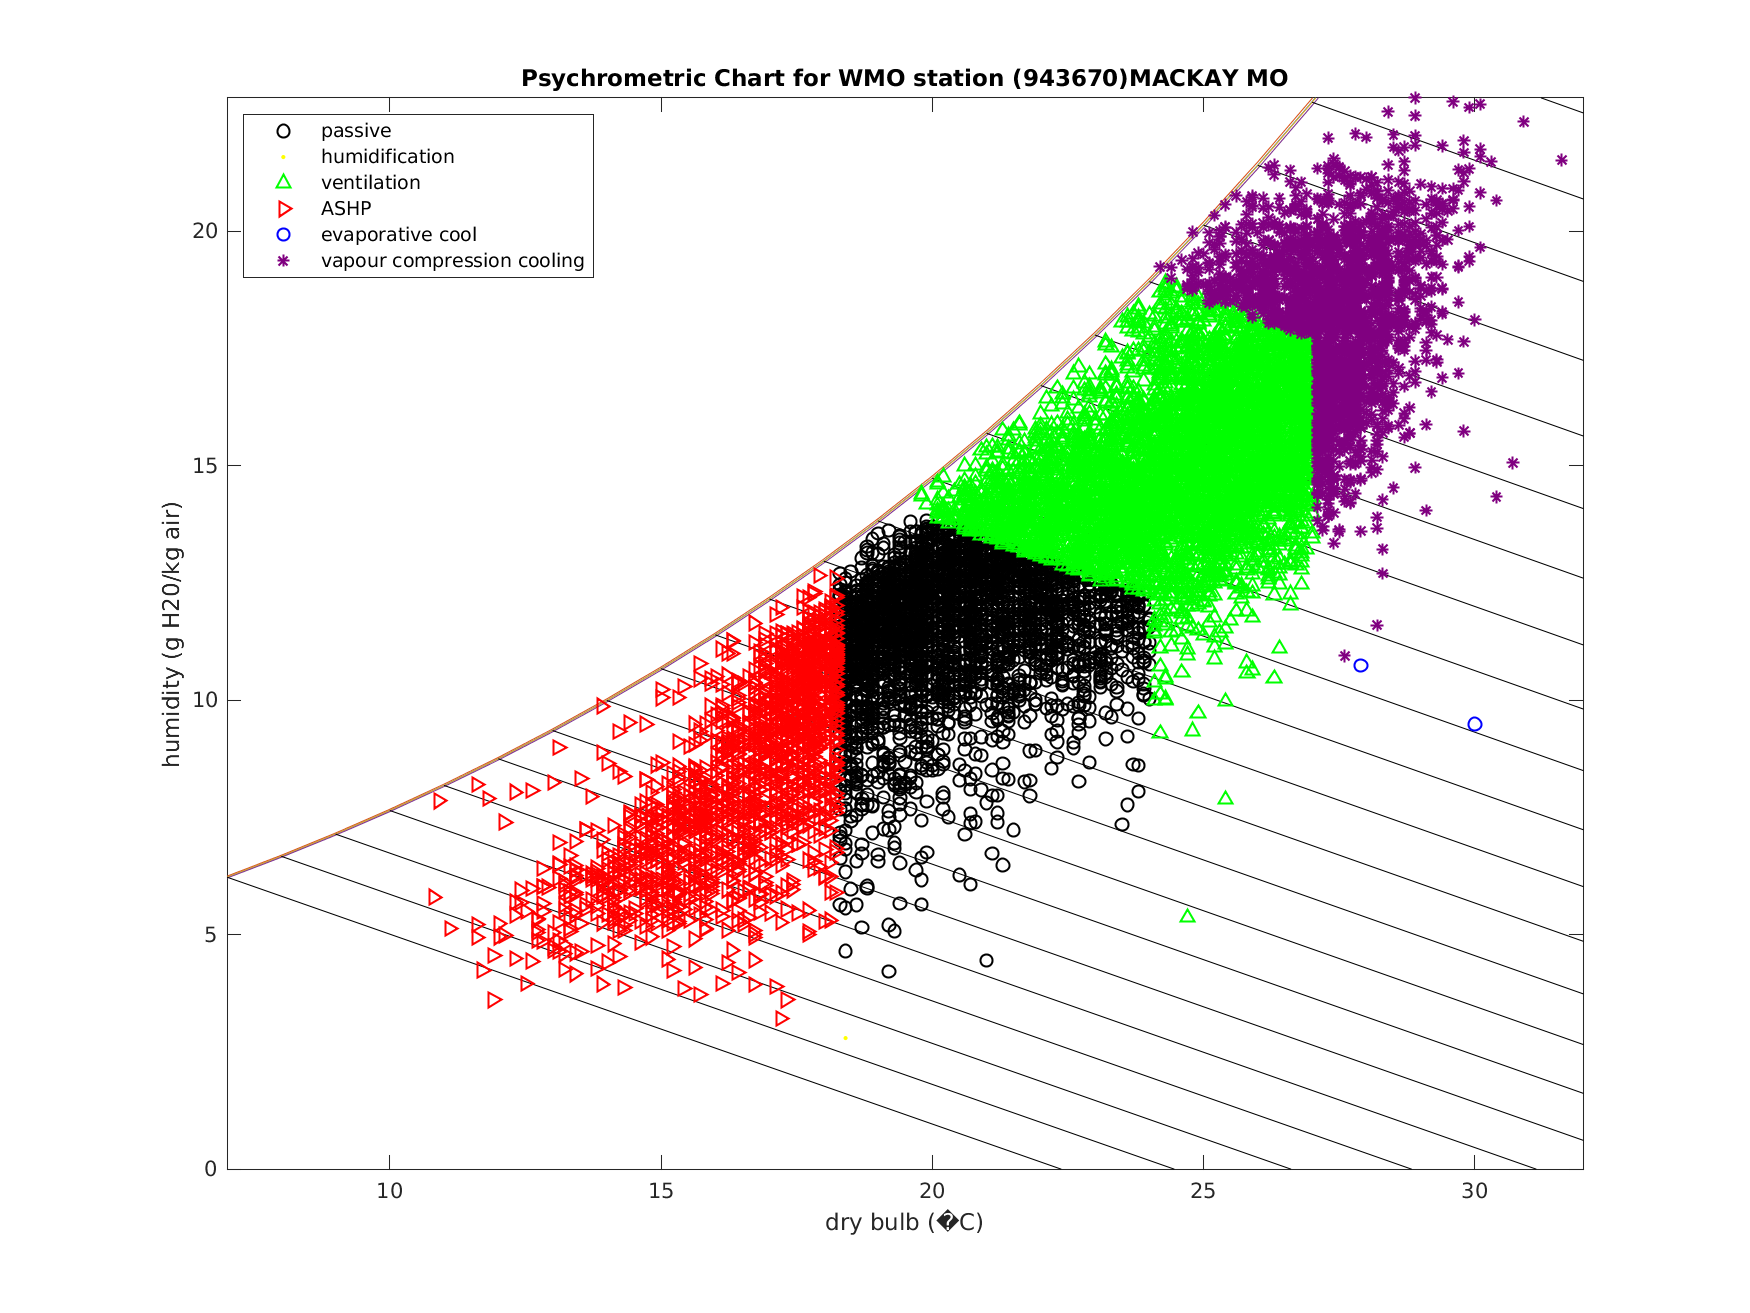 Psychrometric Chart for WMO station (943670)MACKAY MO
passive
humidification
ventilation
ASHP
evaporative cool
vapour compression cooling
humidity (g H20/kg air)
20
15
10
5
0
10 15 20 25 30
dry bulb (�C)